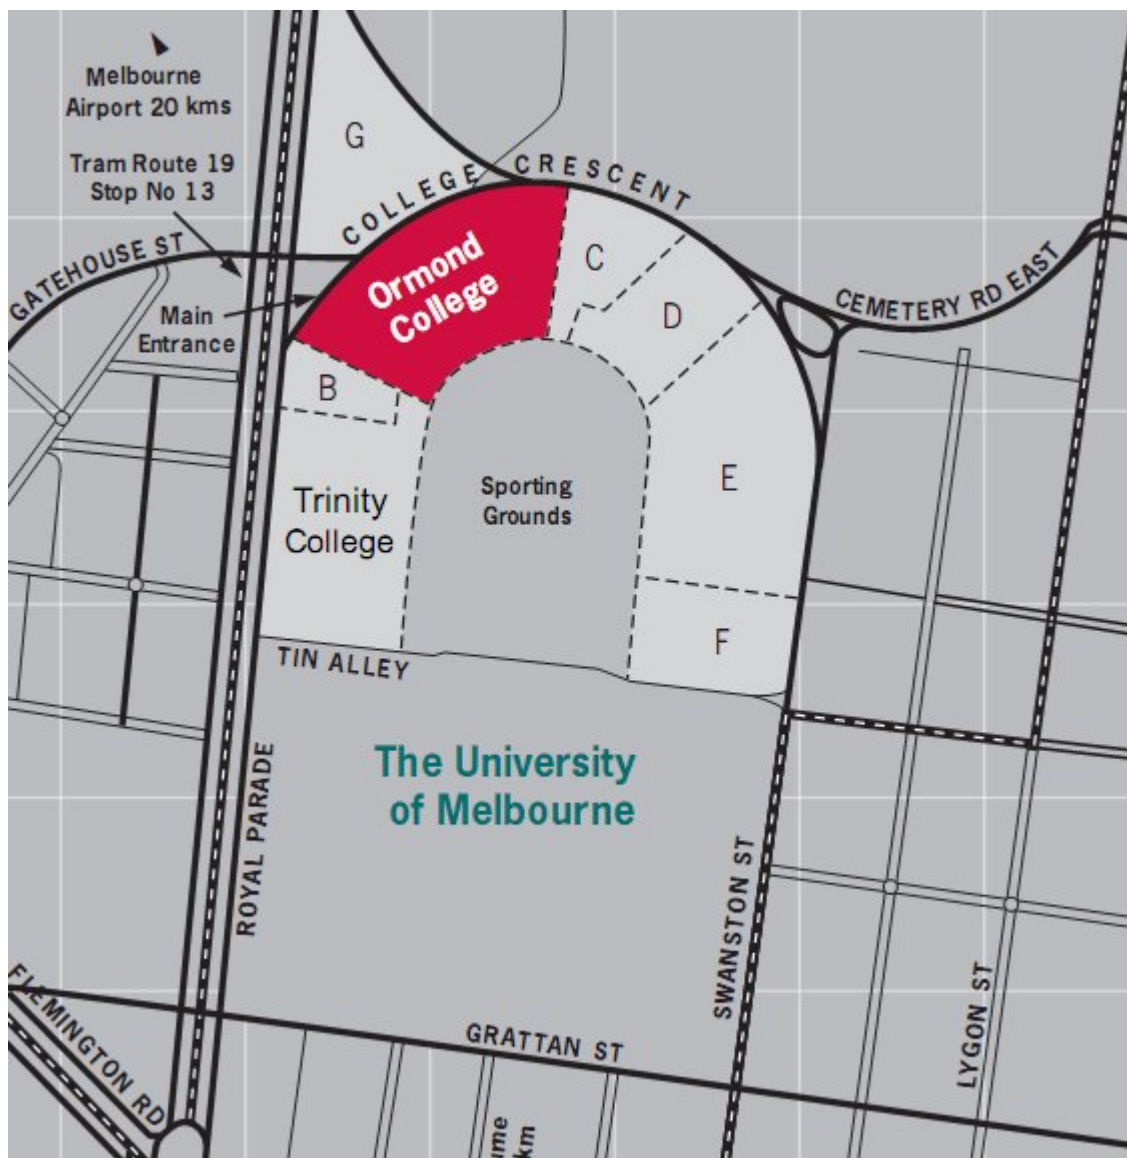 Melbourne
Airport 20 kms
Tram Route 19
Stop No 13
G
COLLEGE CRESCENT
GATEHOUSE ST
Main
Entrance
Ormond
College
C
D
CEMETERY RD EAST
B
Trinity
College
Sporting
Grounds
E
F
TIN ALLEY
The University
of Melbourne
ROYAL PARADE
SWANSTON ST
LYGON ST
FLEMINGTON RD
GRATTAN ST
km